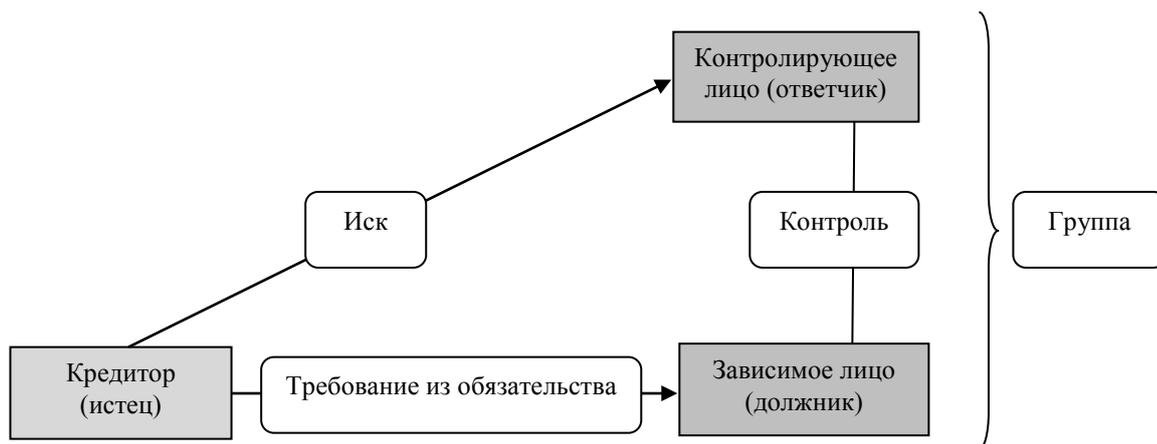 Контролирующее
лицо (ответчик)
Иск
Контроль
Группа
Кредитор
(истец)
Требование из обязательства
Зависимое лицо
(должник)